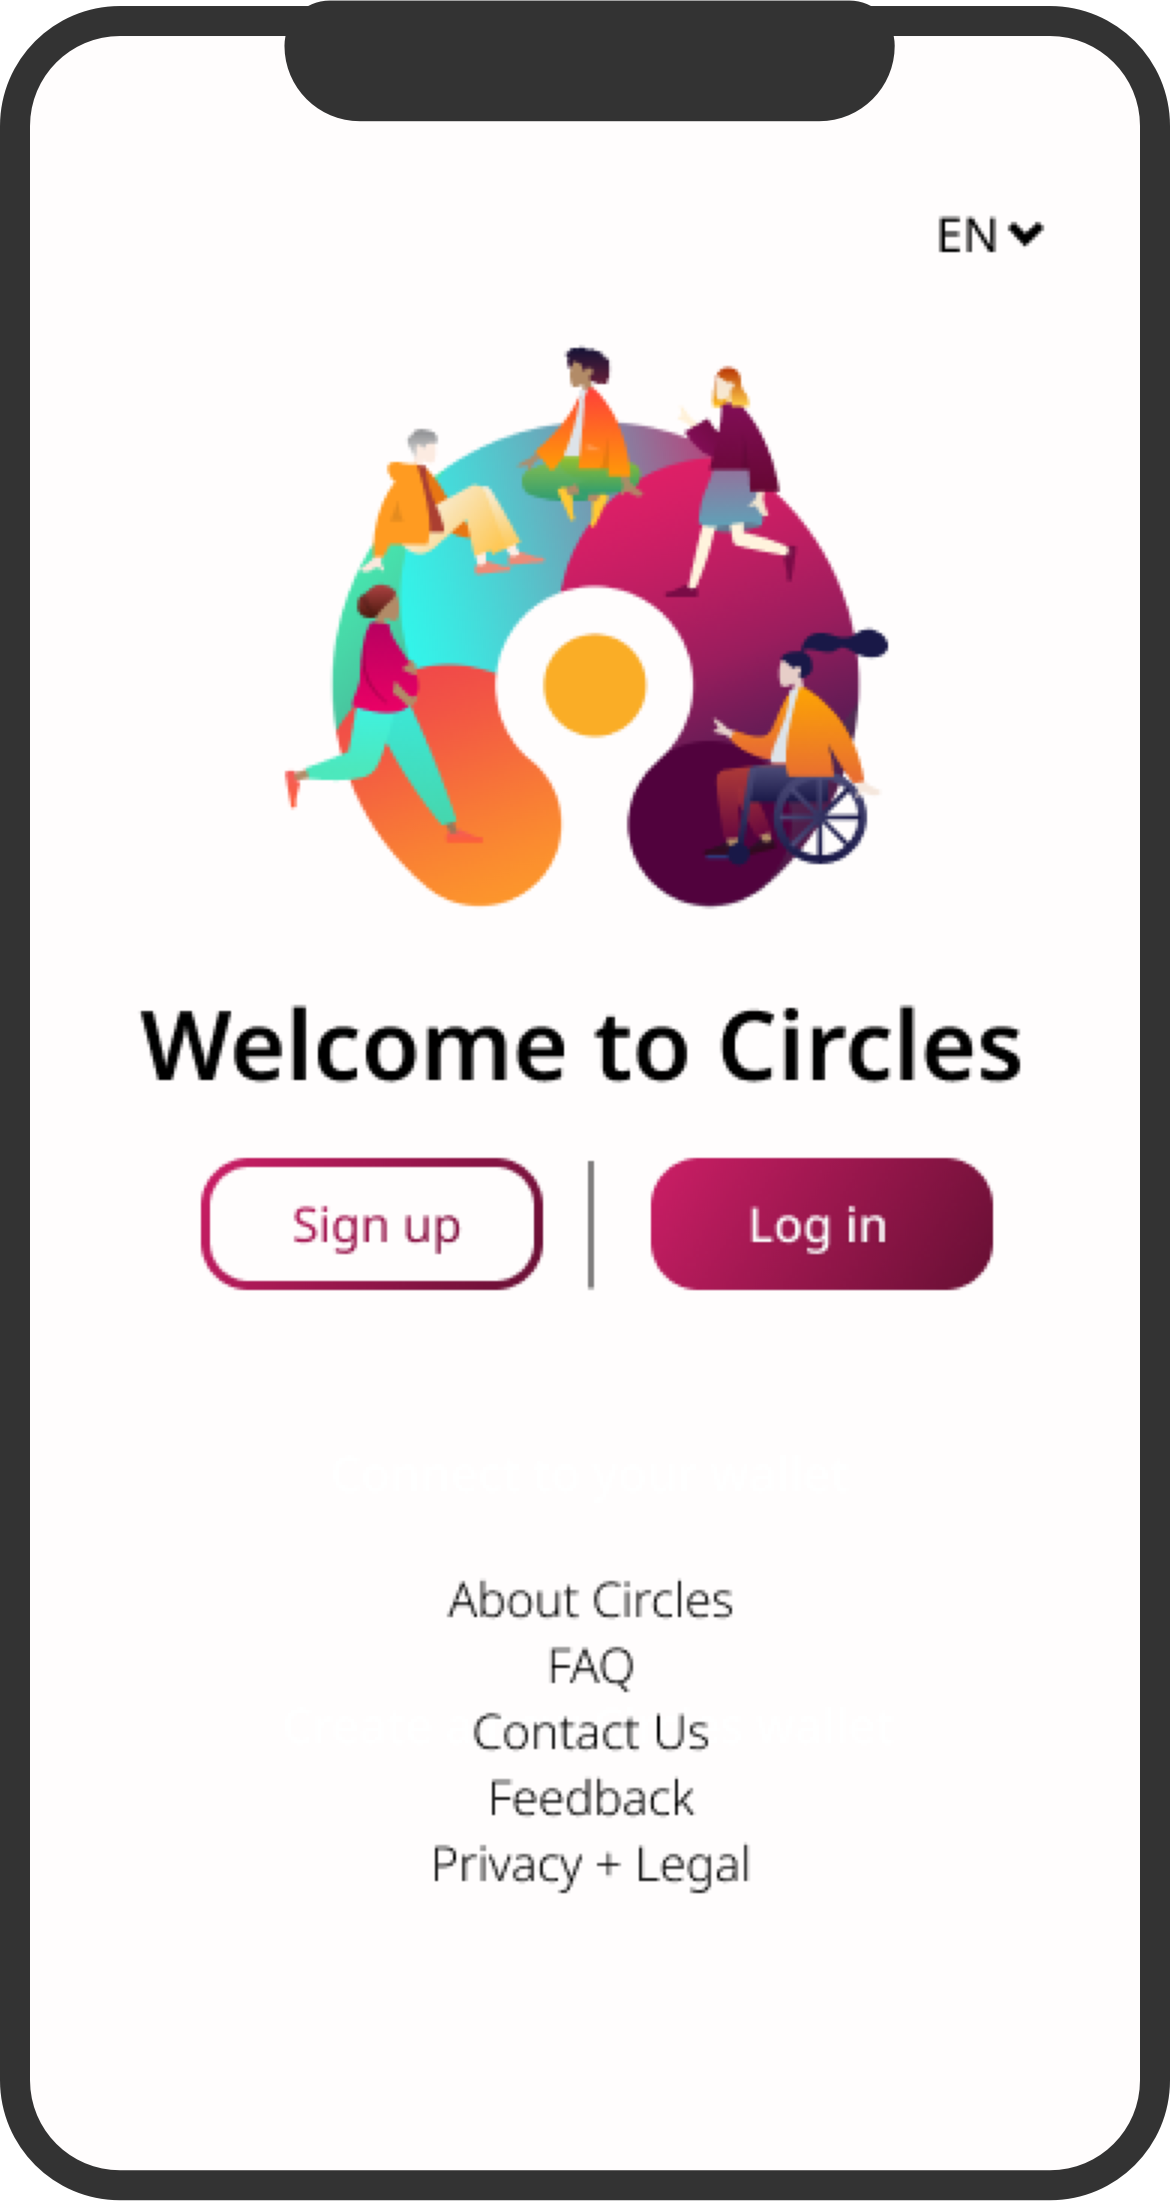 EN
Welcome to Circles
Sign up
Log in
About Circles
FAQ
Contact Us
Feedback
Privacy + Legal